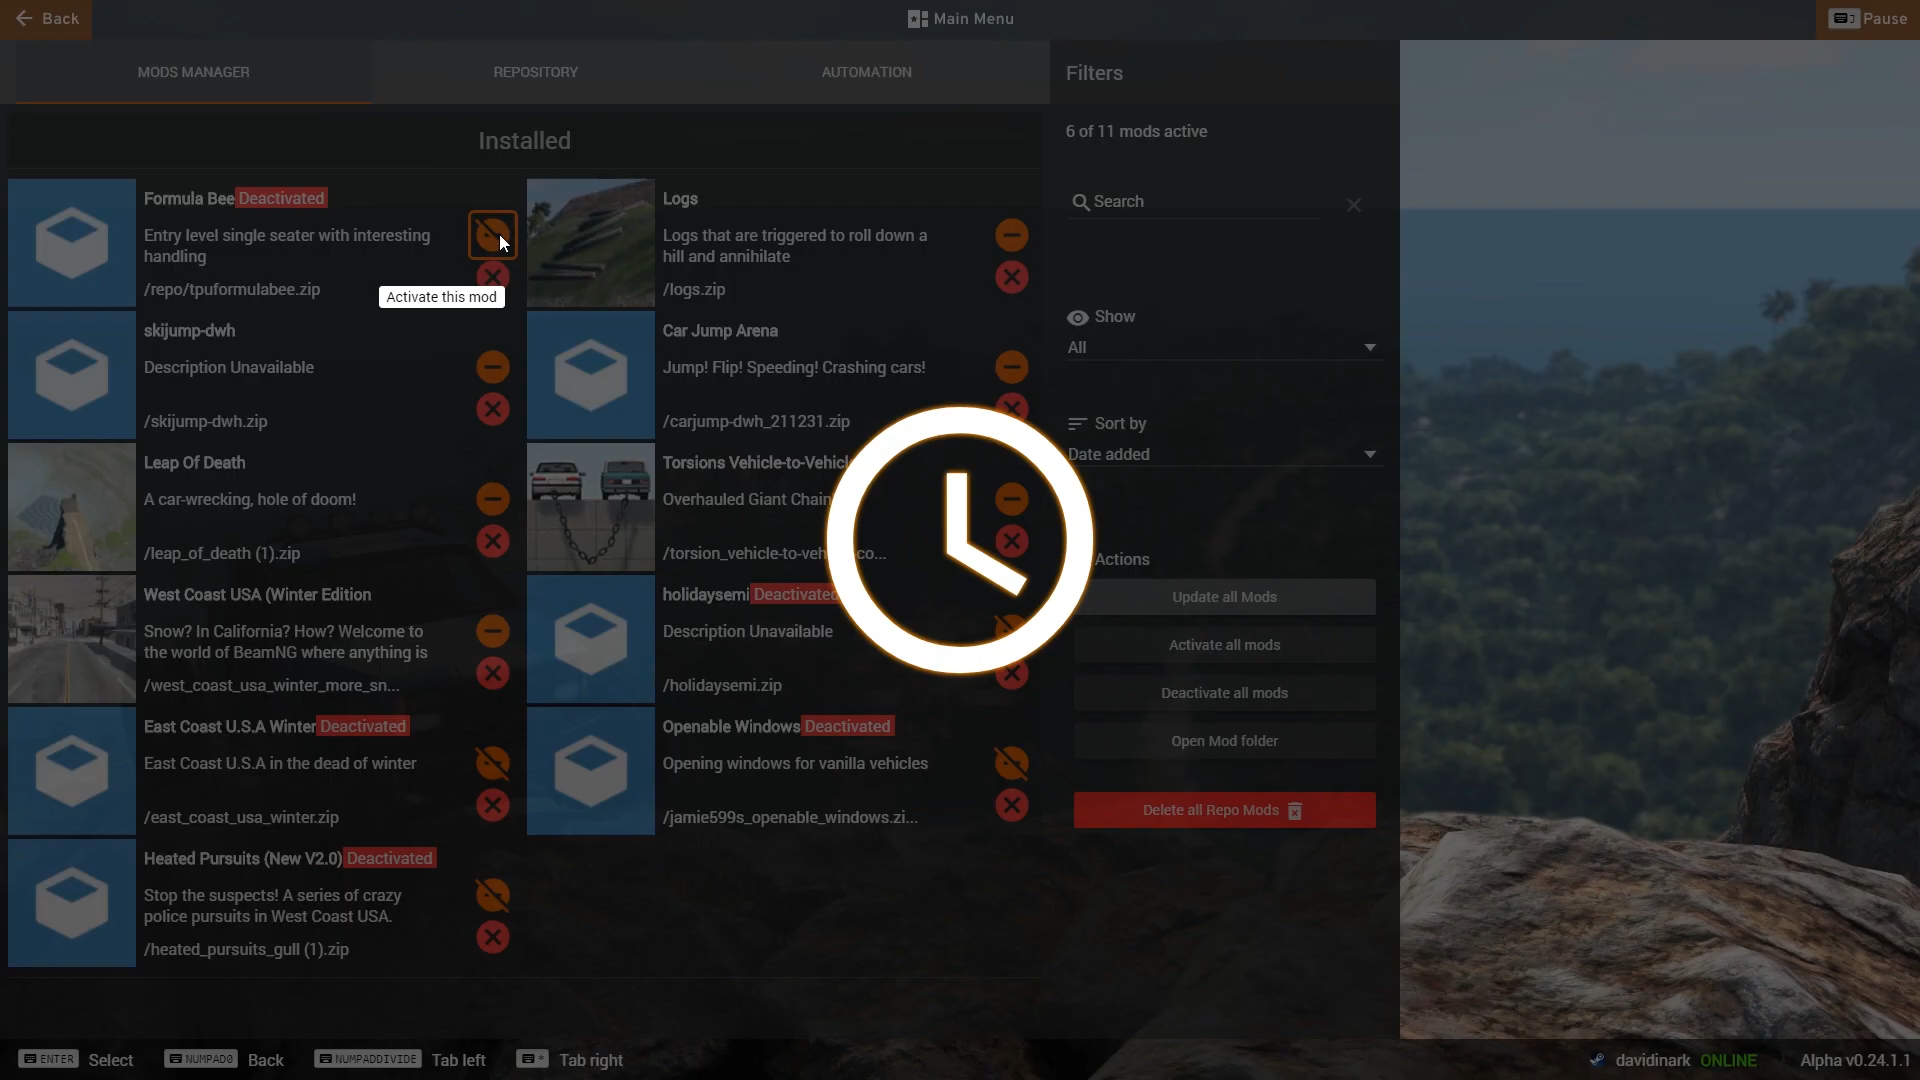 Back
Main Menu
Pause
MODS MANAGER
REPOSITORY
AUTOMATION
Filters
Installed
6 of 11 mods active
Formula Bee Deactivated
Entry level single seater with interesting
handling
/repo/tpuformulabee.zip
Activate this mod
Logs
Logs that are triggered to roll down a
hill and annihilate
/logs.zip
skijump-dwh
Description Unavailable
/skijump-dwh.zip
Car Jump Arena
Jump! Flip! Speeding! Crashing cars!
/carjump-dwh_211231.zip
Leap Of Death
A car-wrecking, hole of doom!
/leap_of_death (1).zip
Torsions Vehicle-to-Vehicl
Overhauled Giant Chain
/torsion_vehicle-to-veh co...
West Coast USA (Winter Edition
Snow? In California? How? Welcome to
the world of BeamNG where anything is
/west_coast_usa_winter_more_sn...
holidaysemi Deactivated
Description Unavailable
/holidaysemi.zip
East Coast U.S.A Winter Deactivated
East Coast U.S.A in the dead of winter
/east_coast_usa_winter.zip
Openable Windows Deactivated
Opening windows for vanilla vehicles
/jamie599s_openable_windows.zi...
Heated Pursuits (New V2.0) Deactivated
Stop the suspects! A series of crazy
police pursuits in West Coast USA.
/heated_pursuits_gull (1).zip
Search
Show
All
Sort by
Date added
Actions
Update all Mods
Activate all mods
Deactivate all mods
Open Mod folder
Delete all Repo Mods
ENTER Select NUMPAD0 Back NUMPADDIVIDE Tab left * Tab right
davidinark ONLINE Alpha v0.24.1.1